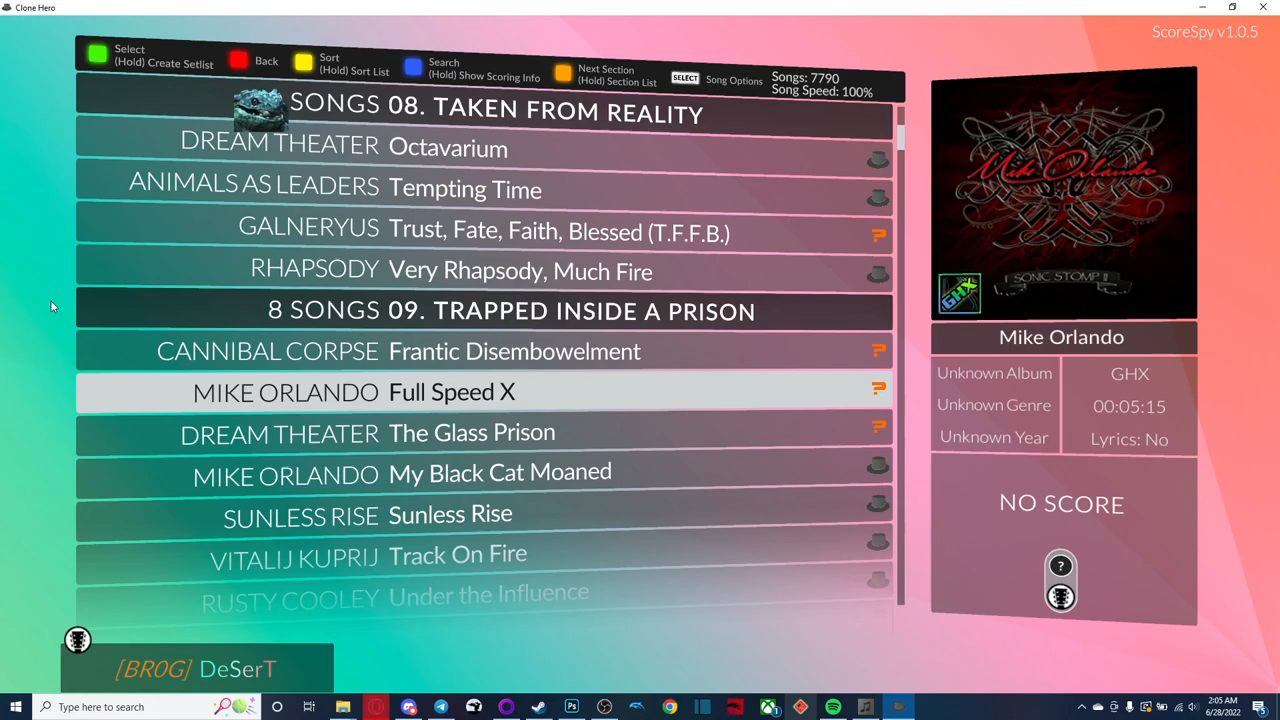 Clone Hero
ScoreSpy v1.0.5
Select
(Hold) Create Setlist
Back
Sort
(Hold) Sort List
Search
(Hold) Show Scoring Info
Next Section
(Hold) Section List
SELECT Song Options
Songs: 7790
Song Speed: 100%
SONGS 08. TAKEN FROM REALITY
DREAM THEATER Octavarium
ANIMALS AS LEADERS Tempting Time
GALNERYUS Trust, Fate, Faith, Blessed (T.F.F.B.) ?
RHAPSODY Very Rhapsody, Much Fire
8 SONGS 09. TRAPPED INSIDE A PRISON
CANNIBAL CORPSE Frantic Disembowelment ?
MIKE ORLANDO Full Speed X ?
DREAM THEATER The Glass Prison ?
MIKE ORLANDO My Black Cat Moaned
SUNLESS RISE Sunless Rise
VITALIJ KUPRIJ Track On Fire
RUSTY COOLEY Under the Influence
Mike Orlando
SONIC STOMP II
GHX
Mike Orlando
Unknown Album
GHX
Unknown Genre
00:05:15
Unknown Year
Lyrics: No
NO SCORE
?
[BR0G] DeSerT
Type here to search
1
2:05 AM
6/28/2022
5